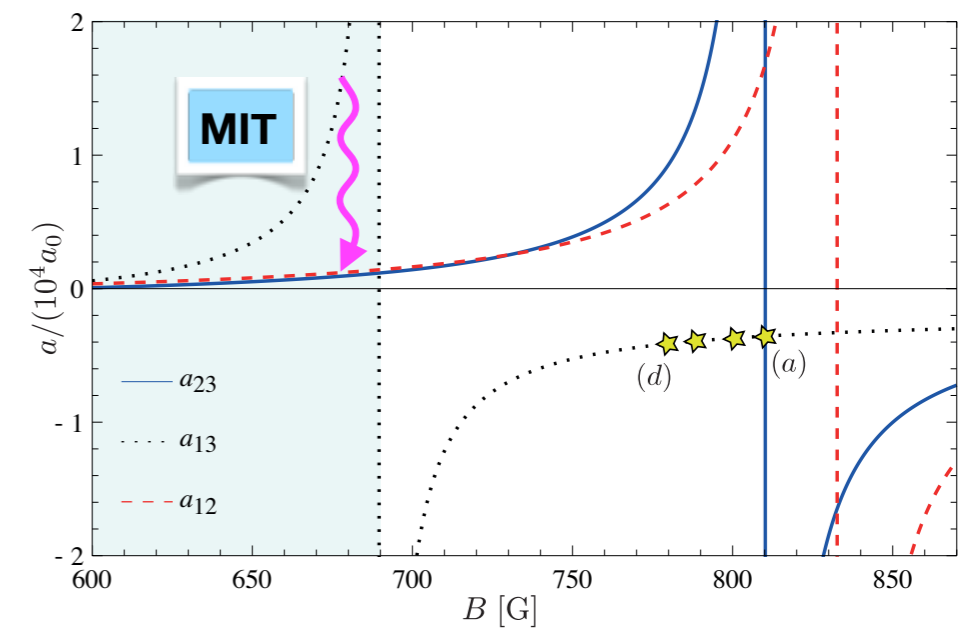 2
MIT
1
a/(10⁴a₀)
0
(d)
(a)
a₂₃
- 1
a₁₃
a₁₂
- 2
600
650
700
750
800
850
B [G]